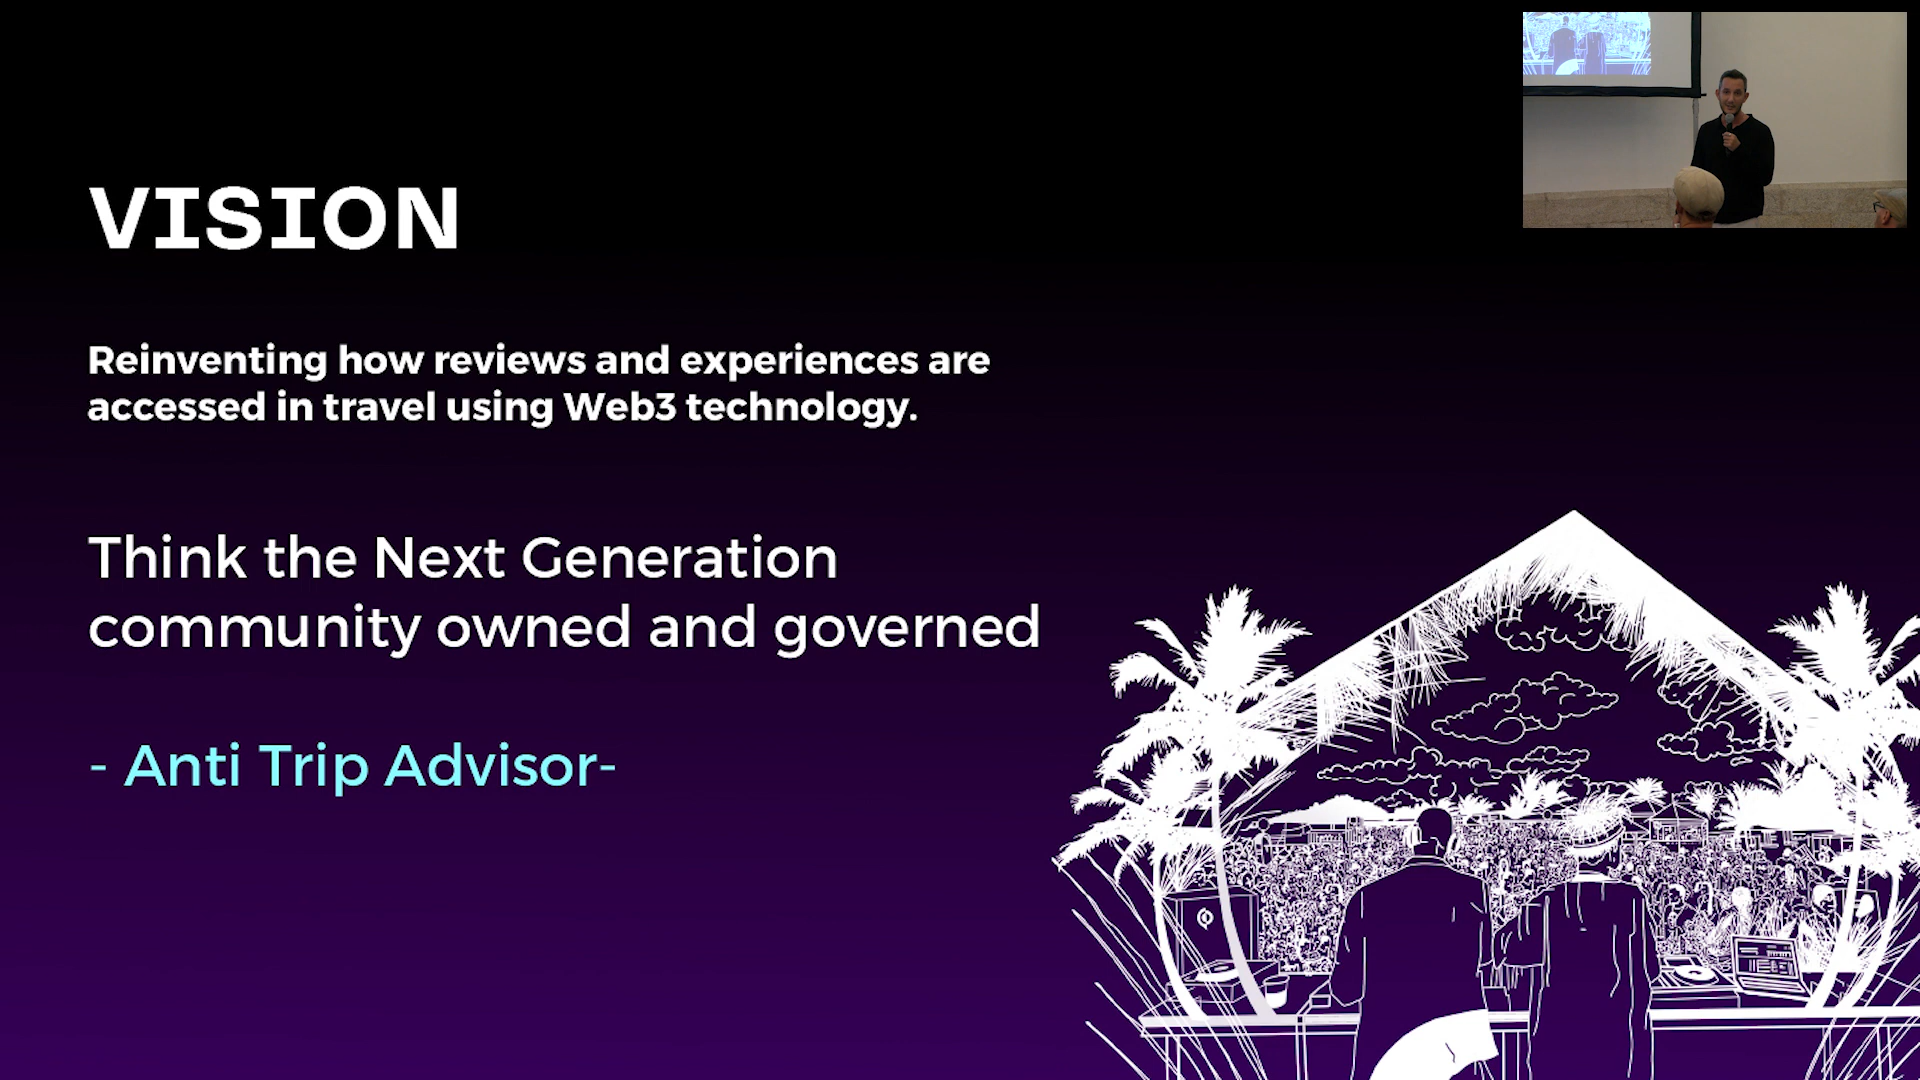 VISION
Reinventing how reviews and experiences are
accessed in travel using Web3 technology.
Think the Next Generation
community owned and governed
- Anti Trip Advisor-